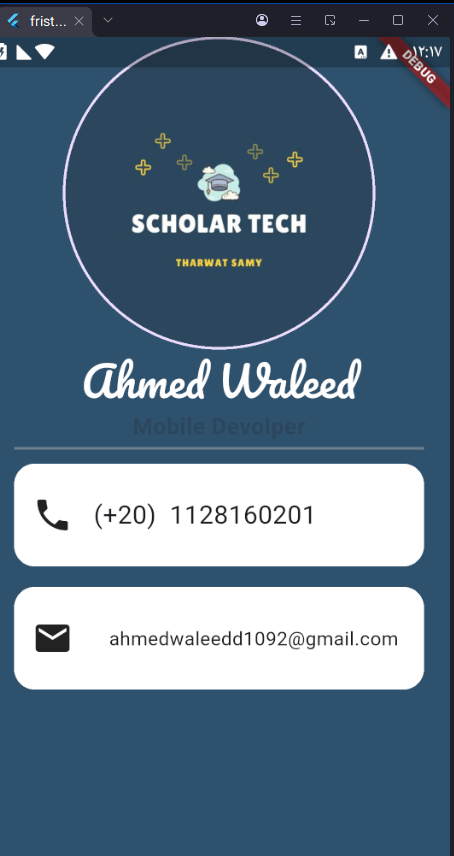 frist...
١٢:١٧
DEBUG
SCHOLAR TECH
THARWAT SAMY
Ahmed Waleed
Mobile Devolper
(+20) 1128160201
ahmedwaleedd1092@gmail.com